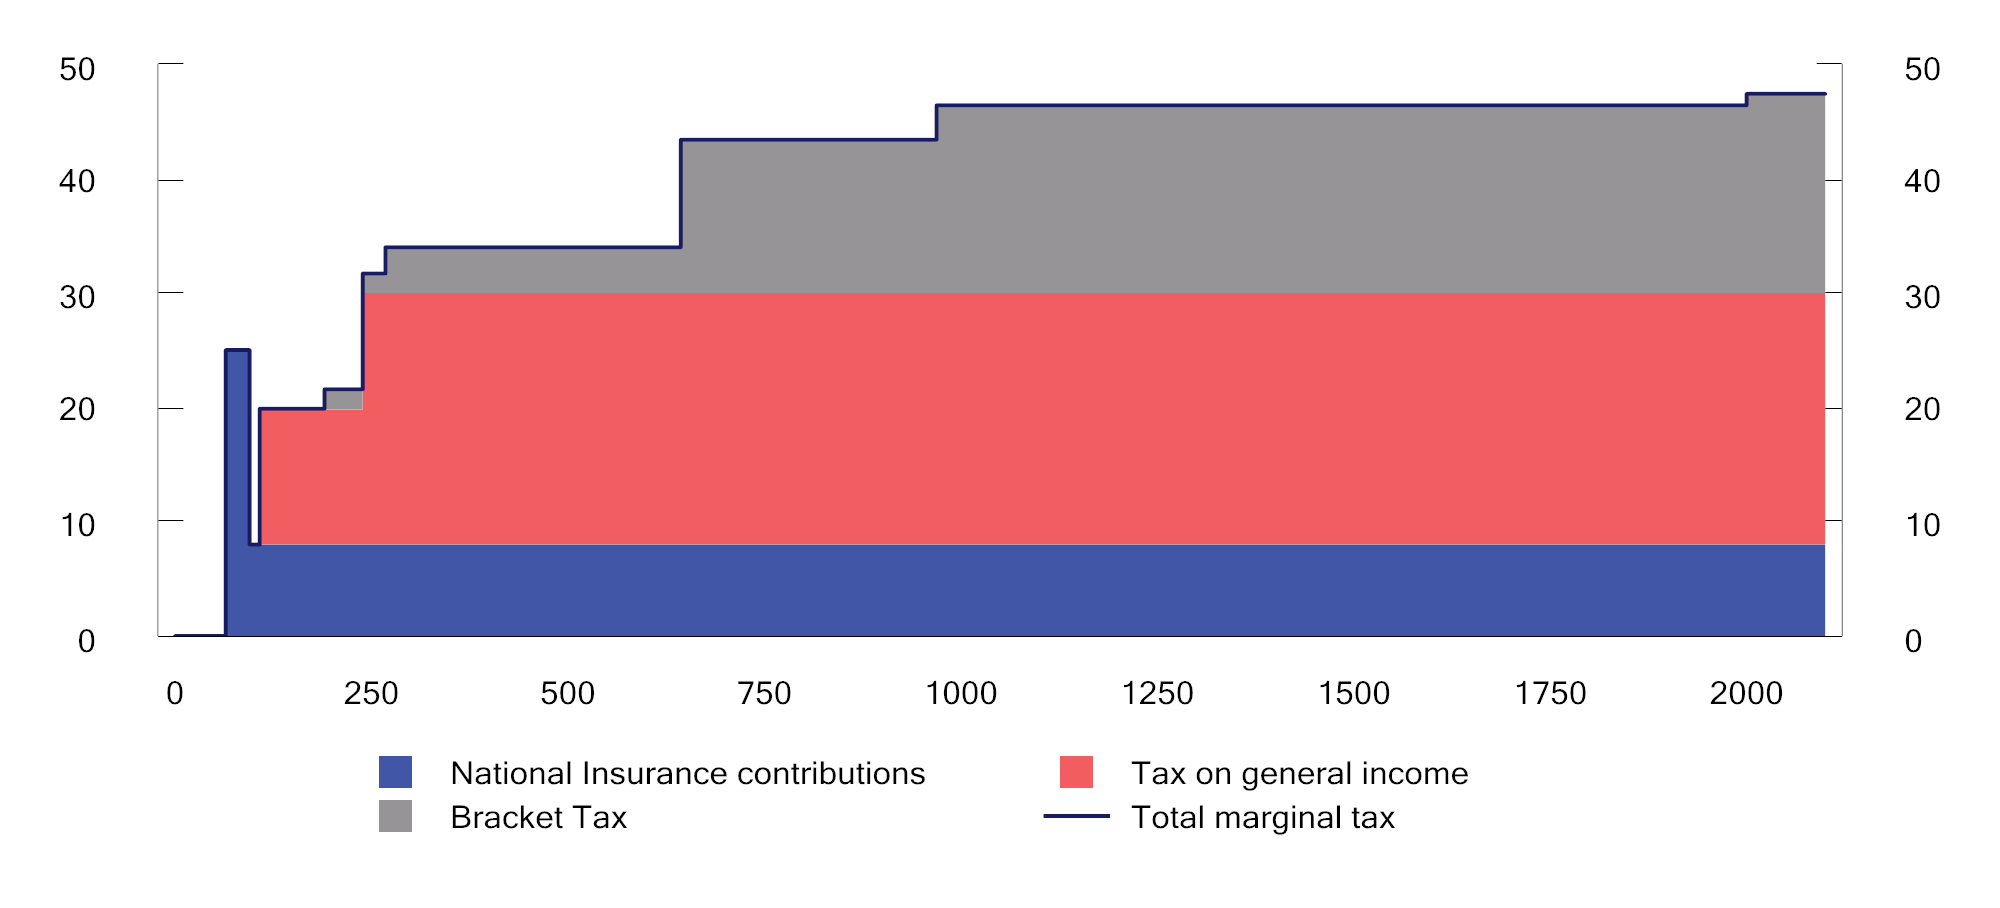 50 50
40 40
30 30
20 20
10 10
0 0
0 250 500 750 1000 1250 1500 1750 2000
National Insurance contributions Tax on general income
Bracket Tax Total marginal tax